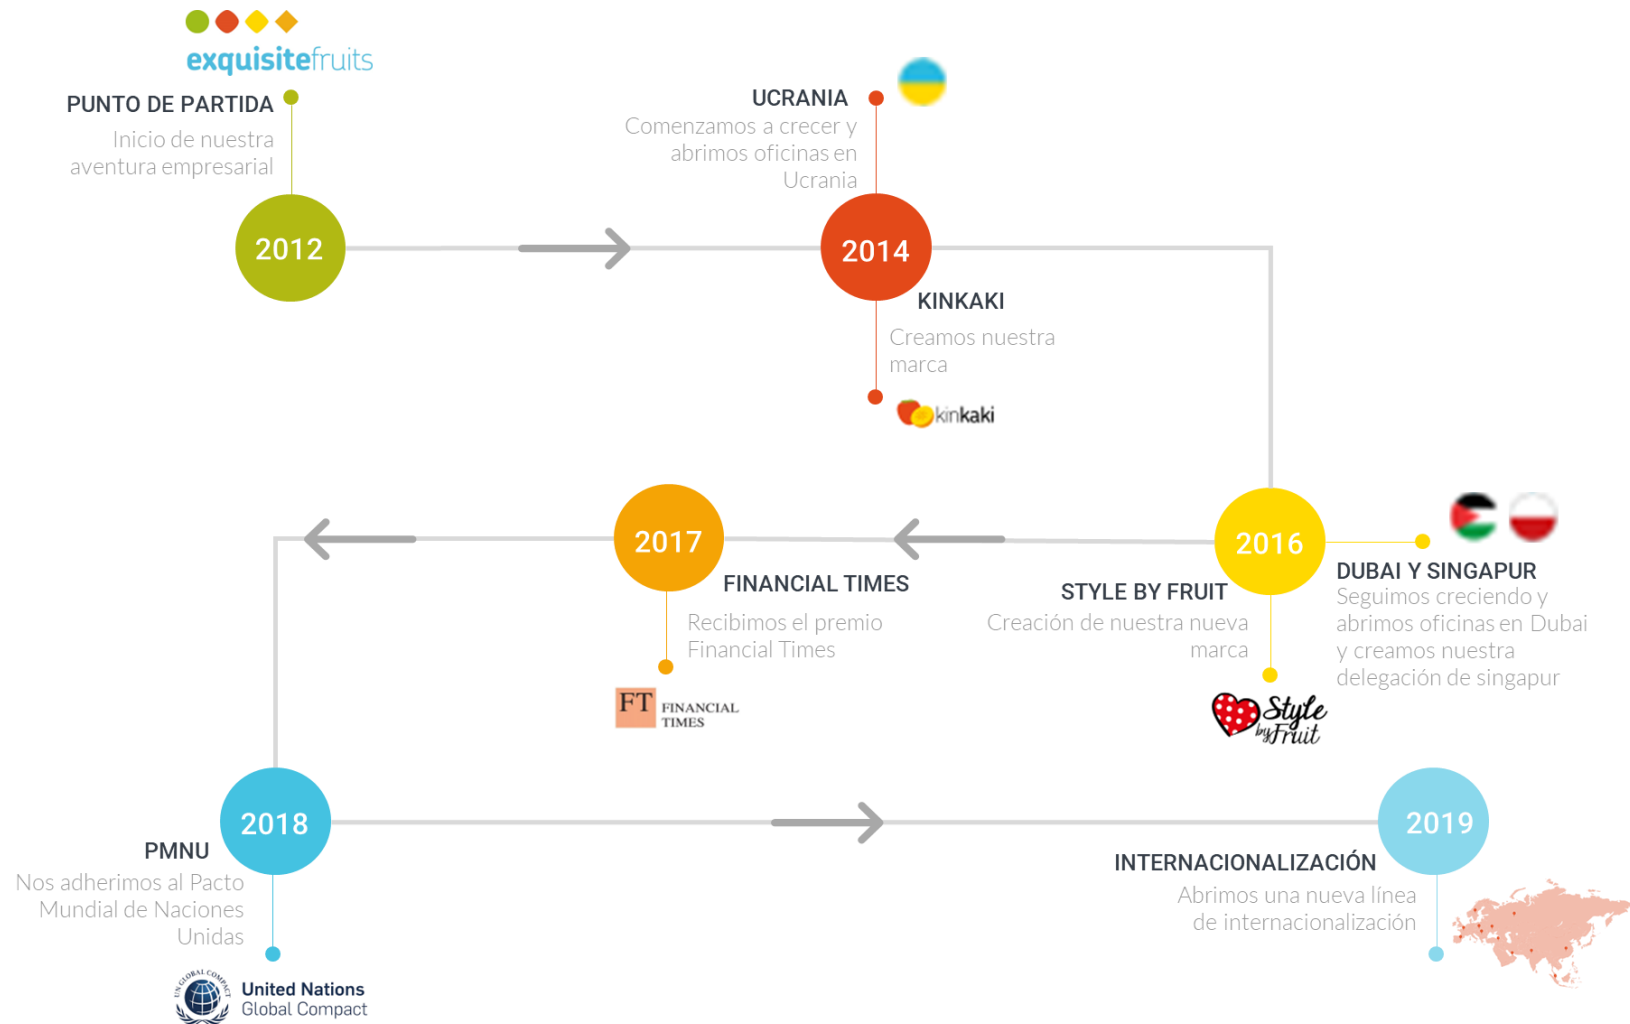 exquisitefruits
PUNTO DE PARTIDA
Inicio de nuestra
aventura empresarial
2012
UCRANIA
Comenzamos a crecer y
abrimos oficinas en
Ucrania
2014
KINKAKI
Creamos nuestra
marca
kinkaki
2016
DUBAI Y SINGAPUR
Seguimos creciendo y
abrimos oficinas en Dubai
y creamos nuestra
delegación de singapur
STYLE BY FRUIT
Creación de nuestra nueva
marca
Style
by Fruit
2017
FINANCIAL TIMES
Recibimos el premio
Financial Times
FT FINANCIAL
TIMES
2018
PMNU
Nos adherimos al Pacto
Mundial de Naciones
Unidas
UN GLOBAL COMPACT
United Nations
Global Compact
2019
INTERNACIONALIZACIÓN
Abrimos una nueva línea
de internacionalización